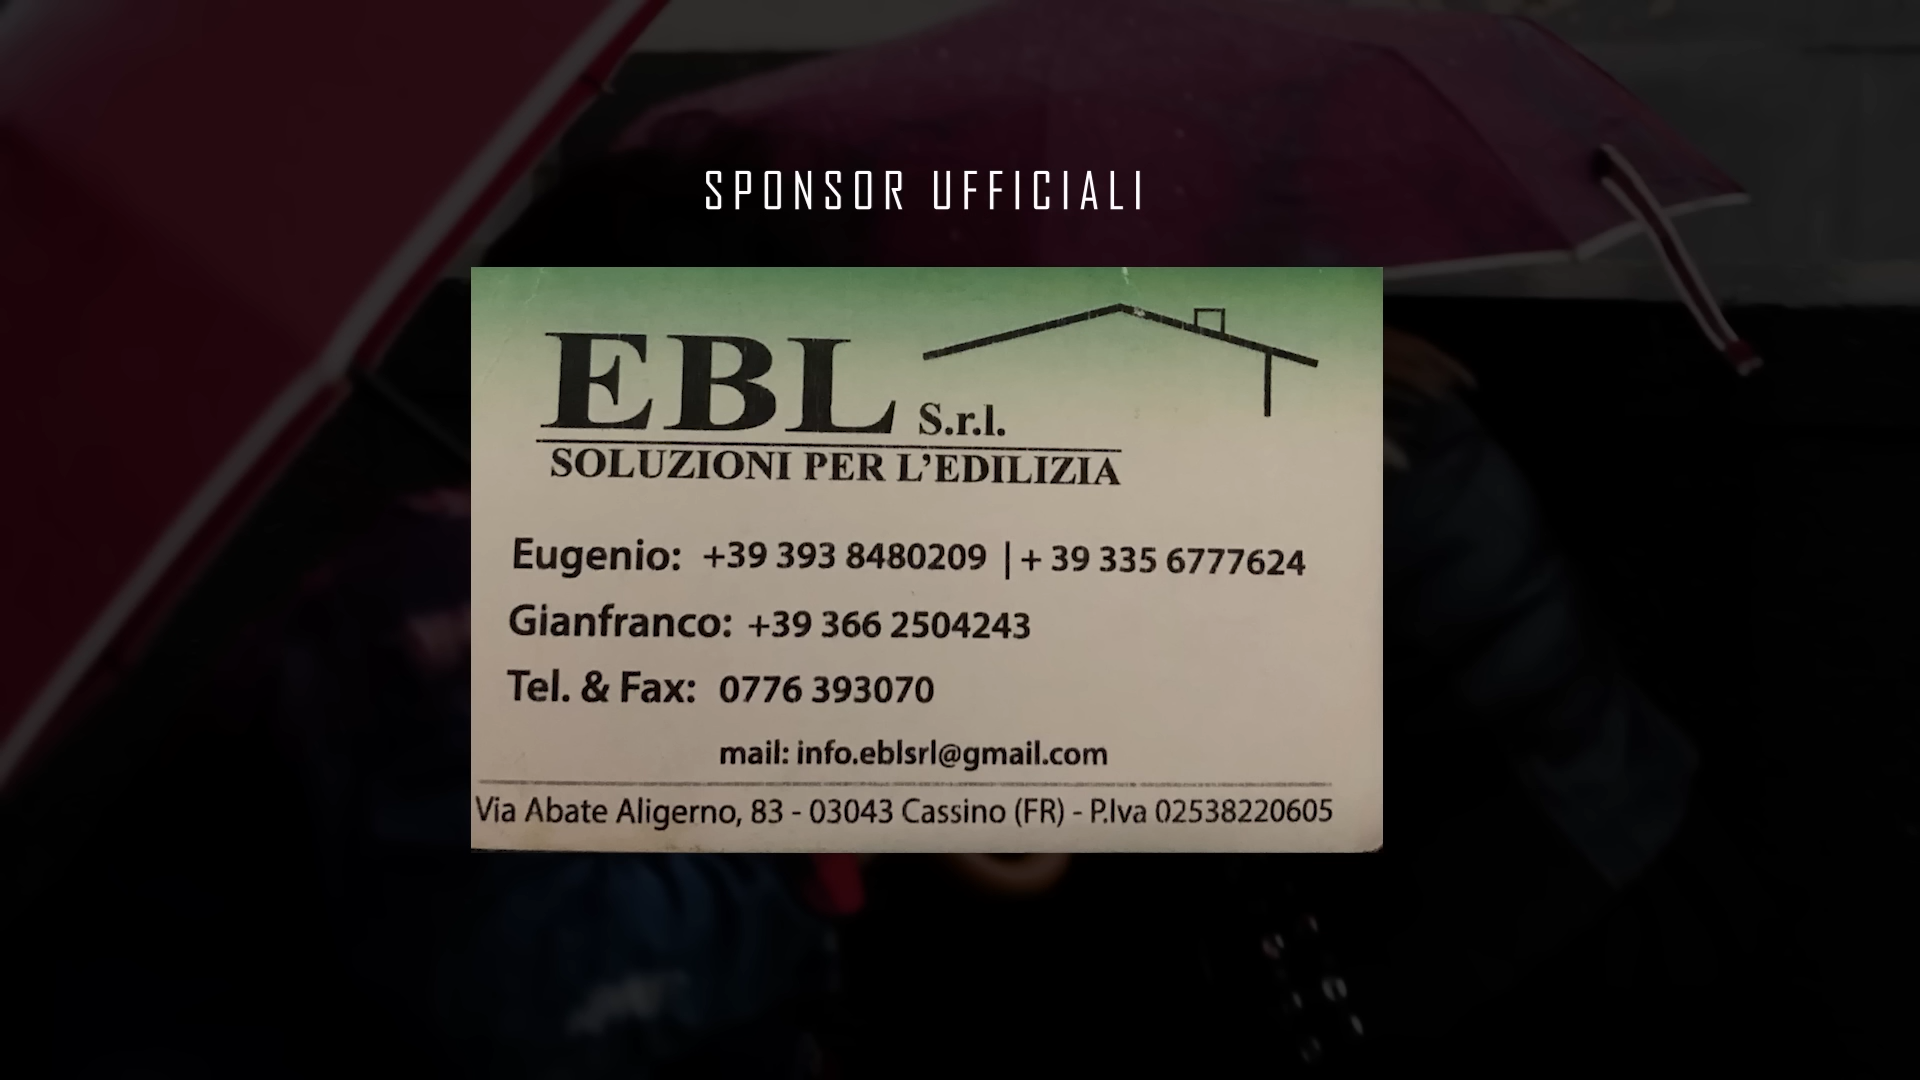 SPONSOR UFFICIALI
EBL S.r.l.
SOLUZIONI PER L'EDILIZIA
Eugenio: +39 393 8480209 | + 39 335 6777624
Gianfranco: +39 366 2504243
Tel. & Fax: 0776 393070
mail: info.eblsrl@gmail.com
Via Abate Aligerno, 83 - 03043 Cassino (FR) - P.Iva 02538220605